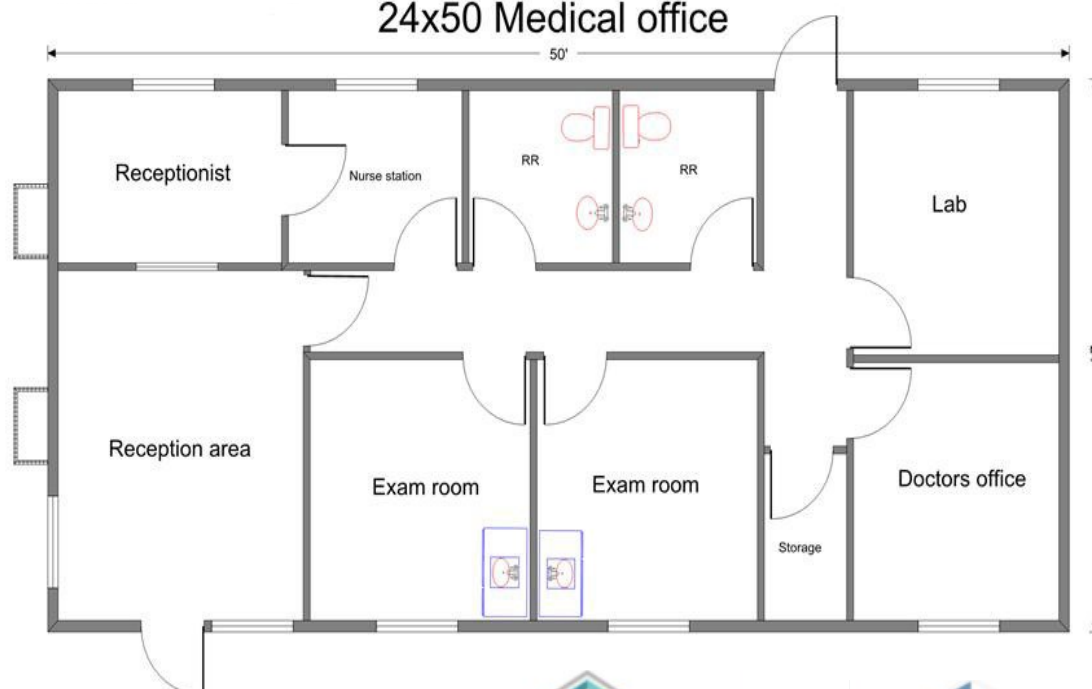 24x50 Medical office
50'
Receptionist
Nurse station
RR
RR
Lab
Reception area
Exam room
Exam room
Doctors office
Storage